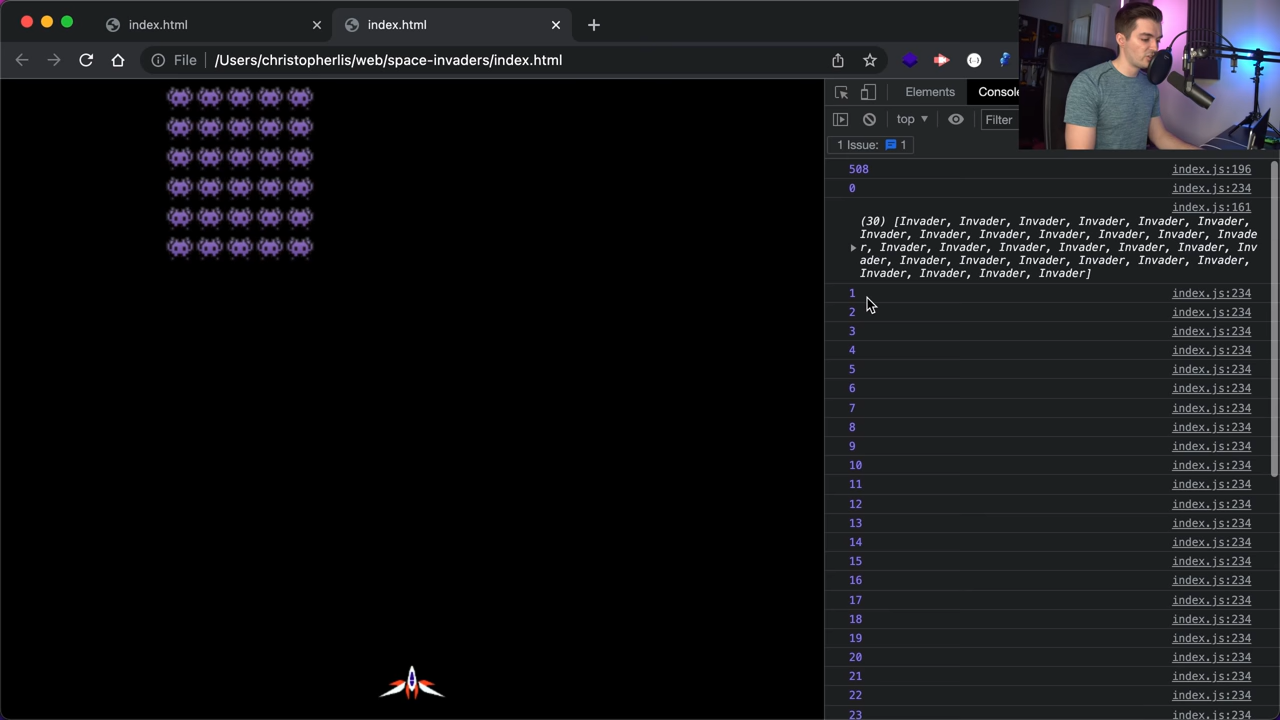 index.html
index.html
File /Users/christopherlis/web/space-invaders/index.html
Elements Console
top Filter
1 Issue: 1
508 index.js:196
0 index.js:234
index.js:161
(30) [Invader, Invader, Invader, Invader, Invader, Invader,
Invader, Invader, Invader, Invader, Invader, Invader, Invade
r, Invader, Invader, Invader, Invader, Invader, Invader, Inv
ader, Invader, Invader, Invader, Invader, Invader, Invader,
Invader, Invader, Invader, Invader]
1 index.js:234
2 index.js:234
3 index.js:234
4 index.js:234
5 index.js:234
6 index.js:234
7 index.js:234
8 index.js:234
9 index.js:234
10 index.js:234
11 index.js:234
12 index.js:234
13 index.js:234
14 index.js:234
15 index.js:234
16 index.js:234
17 index.js:234
18 index.js:234
19 index.js:234
20 index.js:234
21 index.js:234
22 index.js:234
23 index.js:234